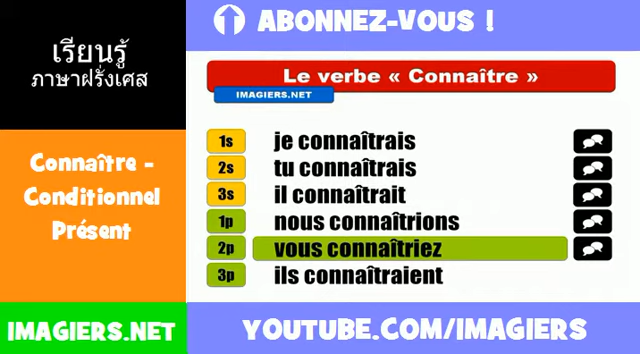 เรียนรู้
ภาษาฝรั่งเศส
Connaître -
Conditionnel
Présent
IMAGIERS.NET
ABONNEZ-VOUS !
Le verbe « Connaître »
IMAGIERS.NET
1s je connaîtrais
2s tu connaîtrais
3s il connaîtrait
1p nous connaîtrions
2p vous connaîtriez
3p ils connaîtraient
YOUTUBE.COM/IMAGIERS